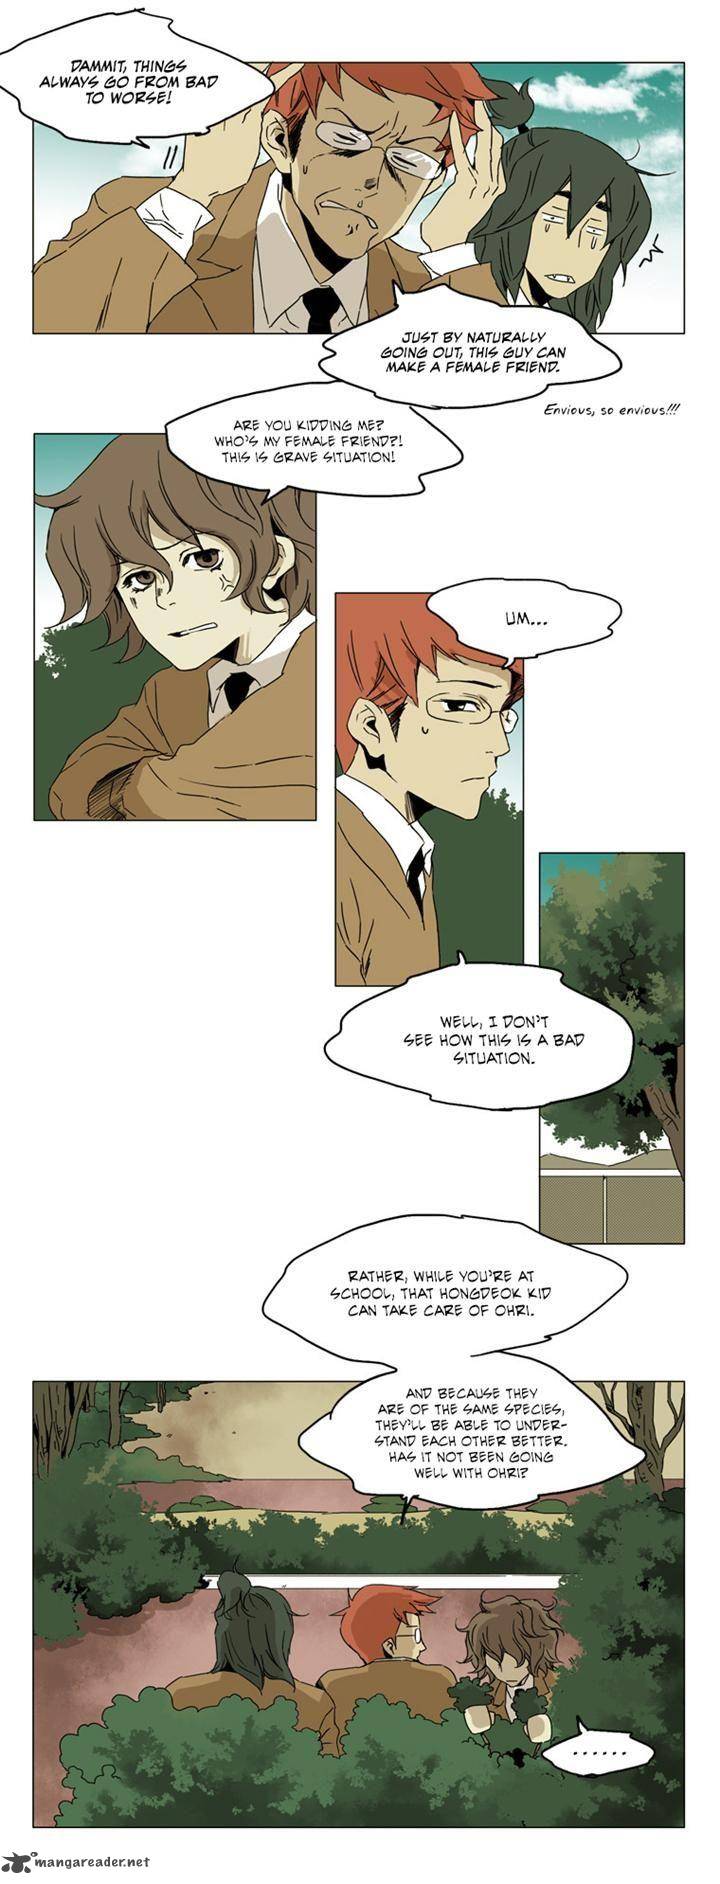 DAMMIT, THINGS
ALWAYS GO FROM BAD
TO WORSE!
JUST BY NATURALLY
GOING OUT, THIS GUY CAN
MAKE A FEMALE FRIEND.
Envious, so envious!!!
ARE YOU KIDDING ME?
WHO'S MY FEMALE FRIEND?!
THIS IS GRAVE SITUATION!
UM...
WELL, I DON'T
SEE HOW THIS IS A BAD
SITUATION.
RATHER, WHILE YOU'RE AT
SCHOOL, THAT HONGDEOK KID
CAN TAKE CARE OF OHRI.
AND BECAUSE THEY
ARE OF THE SAME SPECIES,
THEY'LL BE ABLE TO UNDER-
STAND EACH OTHER BETTER.
HAS IT NOT BEEN GOING
WELL WITH OHRI?
......
mangareader.net